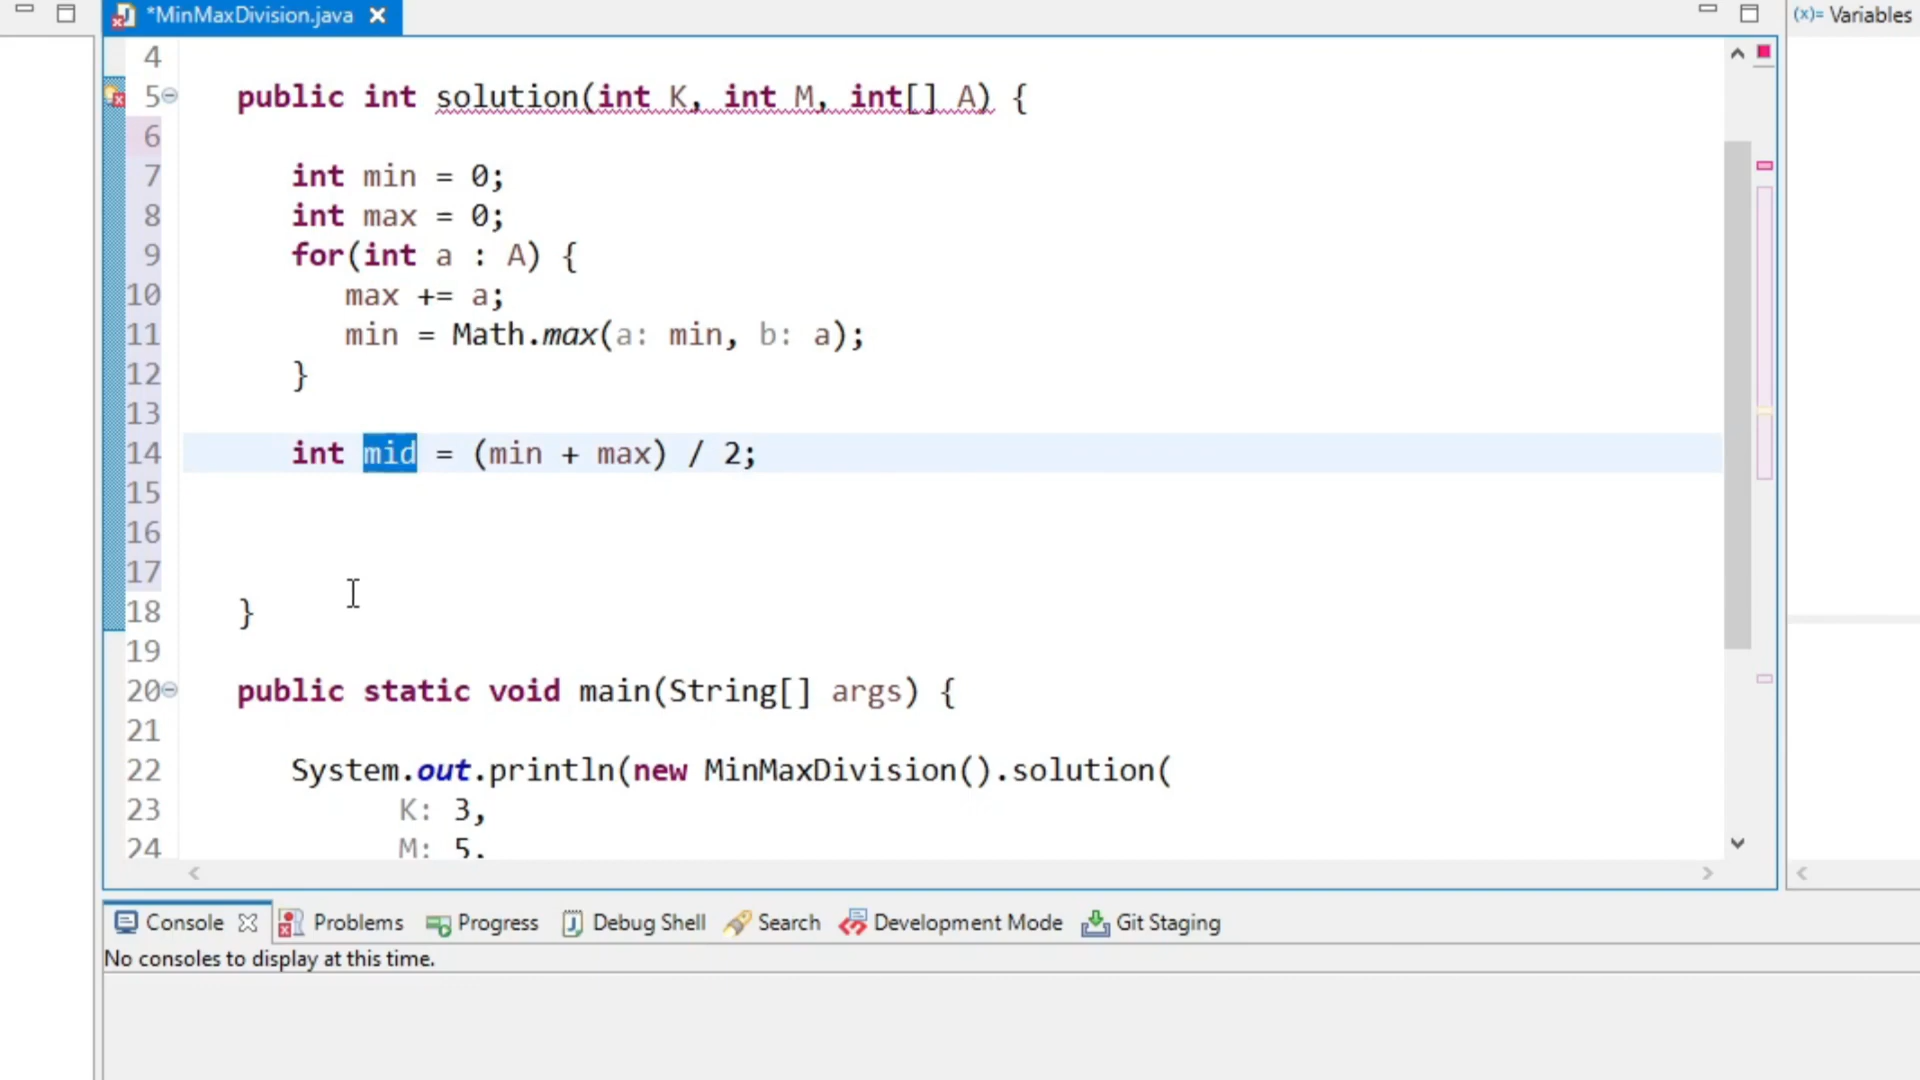 *MinMaxDivision.java
(x)= Variables
4
5 public int solution(int K, int M, int[] A) {
6
7 int min = 0;
8 int max = 0;
9 for(int a : A) {
10 max += a;
11 min = Math.max(a: min, b: a);
12 }
13
14 int mid = (min + max) / 2;
15
16
17
18 }
19
20 public static void main(String[] args) {
21
22 System.out.println(new MinMaxDivision().solution(
23 K: 3,
24 M: 5,
Console Problems Progress Debug Shell Search Development Mode Git Staging
No consoles to display at this time.